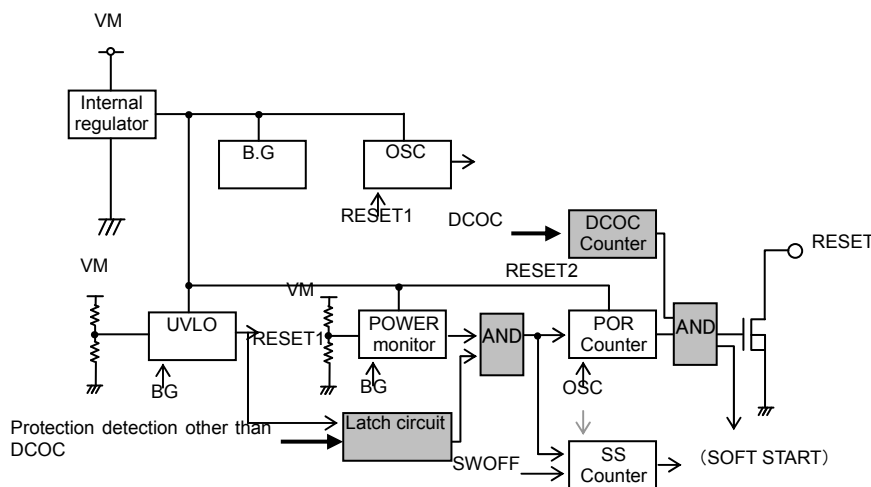 VM
Internal
regulator
B.G
OSC
RESET1
DCOC
DCOC
Counter
RESET
VM
RESET2
VM
UVLO
RESET1
POWER
monitor
AND
POR
Counter
AND
BG
BG
OSC
Protection detection other than
DCOC
Latch circuit
SWOFF
SS
Counter
(SOFT START)